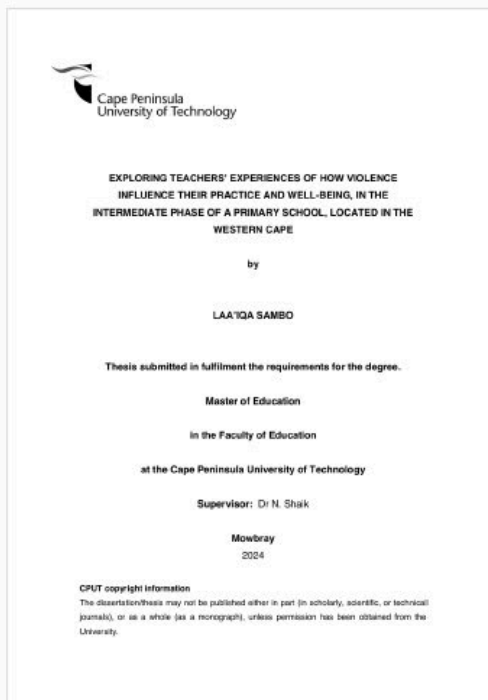 Cape Peninsula
University of Technology
EXPLORING TEACHERS' EXPERIENCES OF HOW VIOLENCE
INFLUENCE THEIR PRACTICE AND WELL-BEING, IN THE
INTERMEDIATE PHASE OF A PRIMARY SCHOOL, LOCATED IN THE
WESTERN CAPE
by
LAA'IQA SAMBO
Thesis submitted in fulfilment the requirements for the degree.
Master of Education
in the Faculty of Education
at the Cape Peninsula University of Technology
Supervisor: Dr N. Shaik
Mowbray
2024
CPUT copyright information
The dissertation/thesis may not be published either in part (in scholarly, scientific, or technical
journals), or as a whole (as a monograph), unless permission has been obtained from the
University.